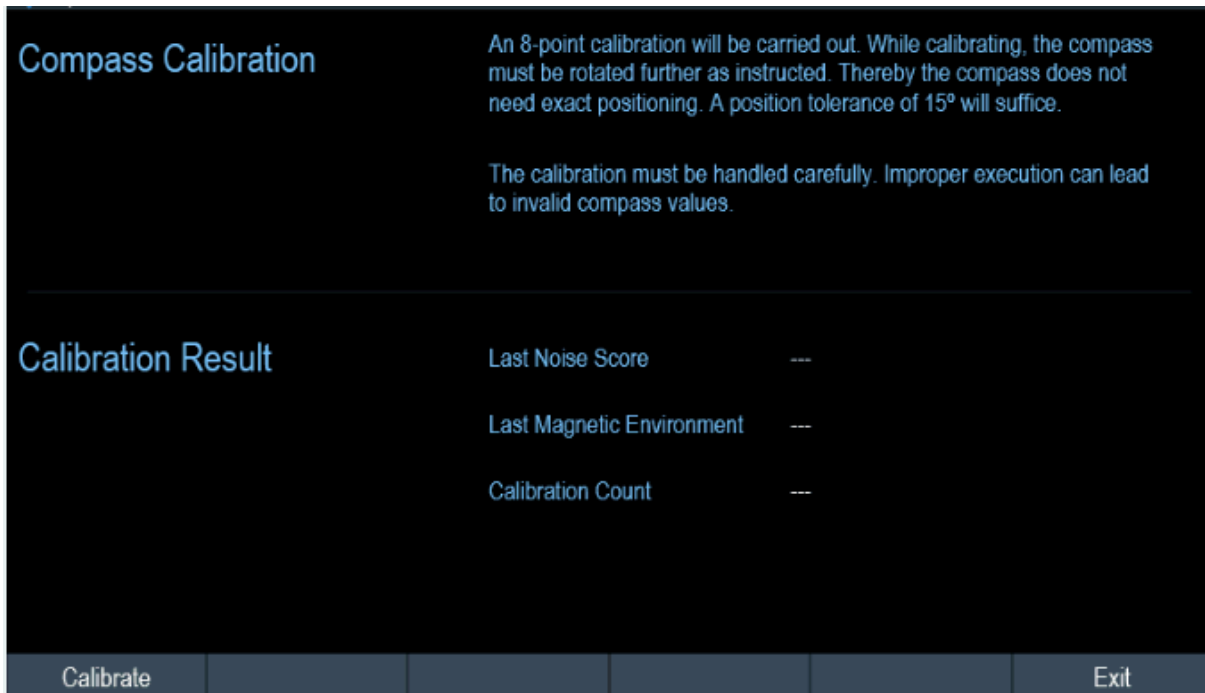 Compass Calibration
An 8-point calibration will be carried out. While calibrating, the compass
must be rotated further as instructed. Thereby the compass does not
need exact positioning. A position tolerance of 15º will suffice.
The calibration must be handled carefully. Improper execution can lead
to invalid compass values.
Calibration Result
Last Noise Score ---
Last Magnetic Environment ---
Calibration Count ---
Calibrate Exit